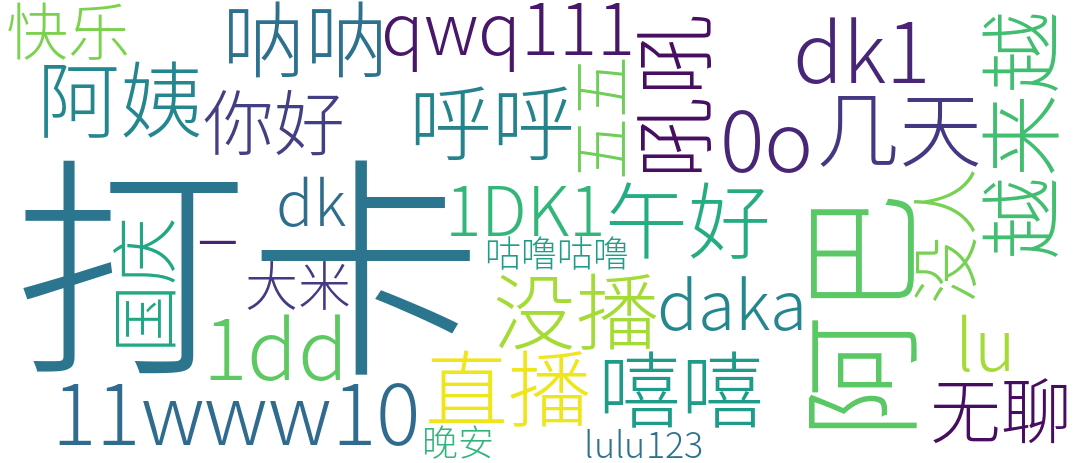 快乐
呐呐
qwq111
吼吼
dk1
越来越
阿姨
你好
呼呼
五五
0o
几天
打卡
国庆
一
dk
1DK1
午好
阿巴
没人
咕噜咕噜
大米
没播
daka
1dd
直播
嘻嘻
lu
11www10
晚安
lulu123
无聊